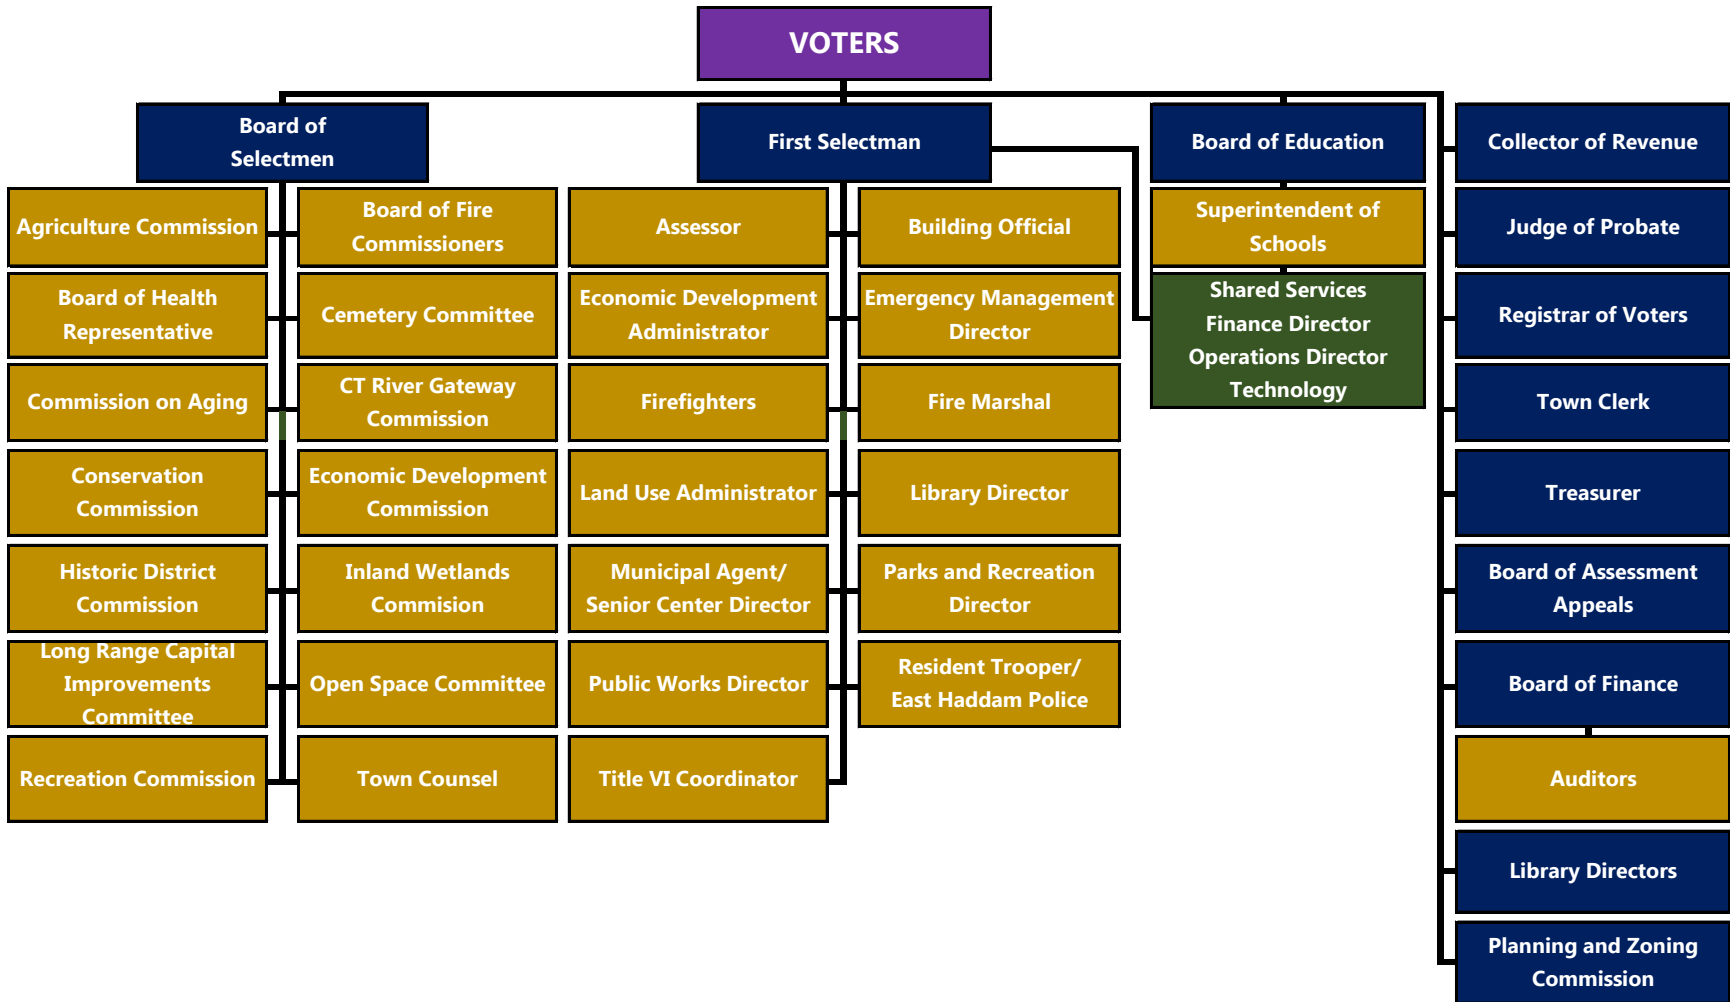 VOTERS
Board of
Selectmen
First Selectman
Board of Education
Collector of Revenue
Agriculture Commission
Board of Fire
Commissioners
Assessor
Building Official
Superintendent of
Schools
Judge of Probate
Board of Health
Representative
Cemetery Committee
Economic Development
Administrator
Emergency Management
Director
Shared Services
Finance Director
Operations Director
Technology
Registrar of Voters
Commission on Aging
CT River Gateway
Commission
Firefighters
Fire Marshal
Town Clerk
Conservation
Commission
Economic Development
Commission
Land Use Administrator
Library Director
Treasurer
Historic District
Commission
Inland Wetlands
Commision
Municipal Agent/
Senior Center Director
Parks and Recreation
Director
Board of Assessment
Appeals
Long Range Capital
Improvements
Committee
Open Space Committee
Public Works Director
Resident Trooper/
East Haddam Police
Board of Finance
Recreation Commission
Town Counsel
Title VI Coordinator
Auditors
Library Directors
Planning and Zoning
Commission